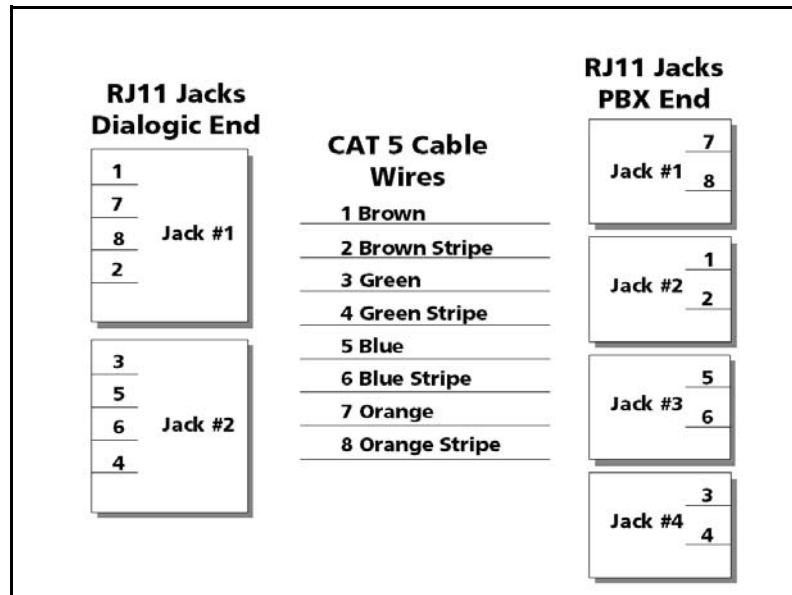 RJ11 Jacks
Dialogic End
1
7
8
2
Jack #1
3
5
6
4
Jack #2
CAT 5 Cable
Wires
1 Brown
2 Brown Stripe
3 Green
4 Green Stripe
5 Blue
6 Blue Stripe
7 Orange
8 Orange Stripe
RJ11 Jacks
PBX End
Jack #1
7
8
Jack #2
1
2
Jack #3
5
6
Jack #4
3
4